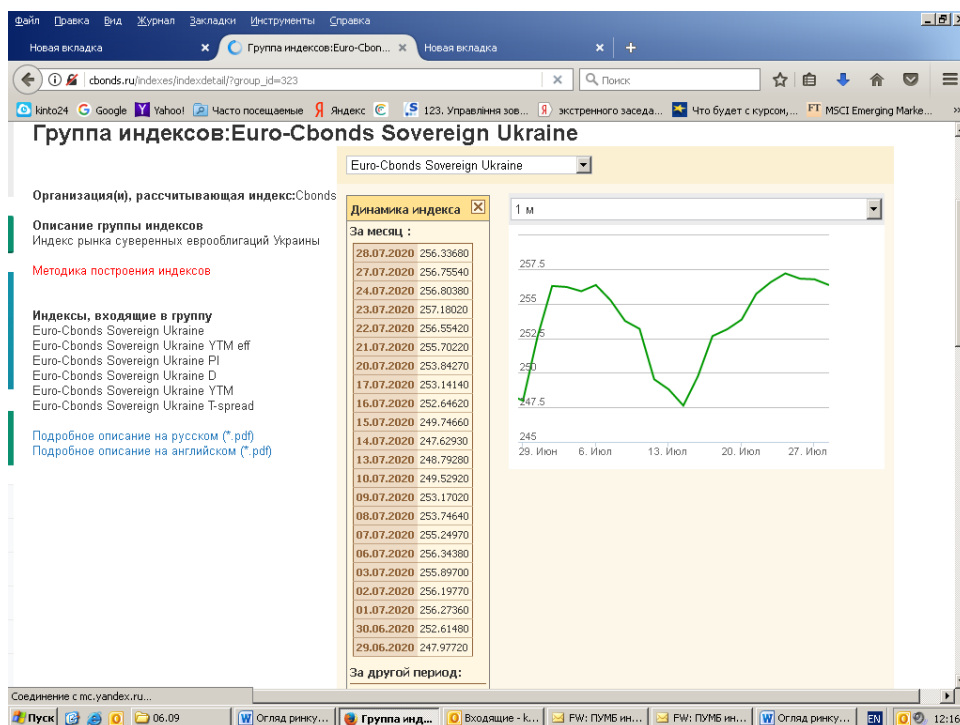 Файл Правка Вид Журнал Закладки Инструменты Справка
Новая вкладка Группа индексов:Euro-Cbon... Новая вкладка
cbonds.ru/indexes/indexdetail/?group_id=323 Поиск
kinto24 Google Yahoo! Часто посещаемые Яндекс 123. Управління зов... экстренного заседа... Что будет с курсом,... MSCI Emerging Marke...
Группа индексов:Euro-Cbonds Sovereign Ukraine
Euro-Cbonds Sovereign Ukraine
Организация(и), рассчитывающая индекс:Cbonds
Описание группы индексов
Индекс рынка суверенных еврооблигаций Украины
Методика построения индексов
Индексы, входящие в группу
Euro-Cbonds Sovereign Ukraine
Euro-Cbonds Sovereign Ukraine YTM eff
Euro-Cbonds Sovereign Ukraine PI
Euro-Cbonds Sovereign Ukraine D
Euro-Cbonds Sovereign Ukraine YTM
Euro-Cbonds Sovereign Ukraine T-spread
Подробное описание на русском (*.pdf)
Подробное описание на английском (*.pdf)
Динамика индекса
За месяц :
28.07.2020 256.33680
27.07.2020 256.75540
24.07.2020 256.80380
23.07.2020 257.18020
22.07.2020 256.55420
21.07.2020 255.70220
20.07.2020 253.84270
17.07.2020 253.14140
16.07.2020 252.64620
15.07.2020 249.74660
14.07.2020 247.62930
13.07.2020 248.79280
10.07.2020 249.52920
09.07.2020 253.17020
08.07.2020 253.74640
07.07.2020 255.24970
06.07.2020 256.34380
03.07.2020 255.89700
02.07.2020 256.19770
01.07.2020 256.27360
30.06.2020 252.61480
29.06.2020 247.97720
За другой период:
1 м
257.5
255
252.5
250
247.5
245
29. Июн 6. Июл 13. Июл 20. Июл 27. Июл
Соединение с mc.yandex.ru...
Пуск 06.09 Огляд ринку... Группа инд... Входящие - k... FW: ПУМБ ин... FW: ПУМБ ин... Огляд ринку... EN 12:16